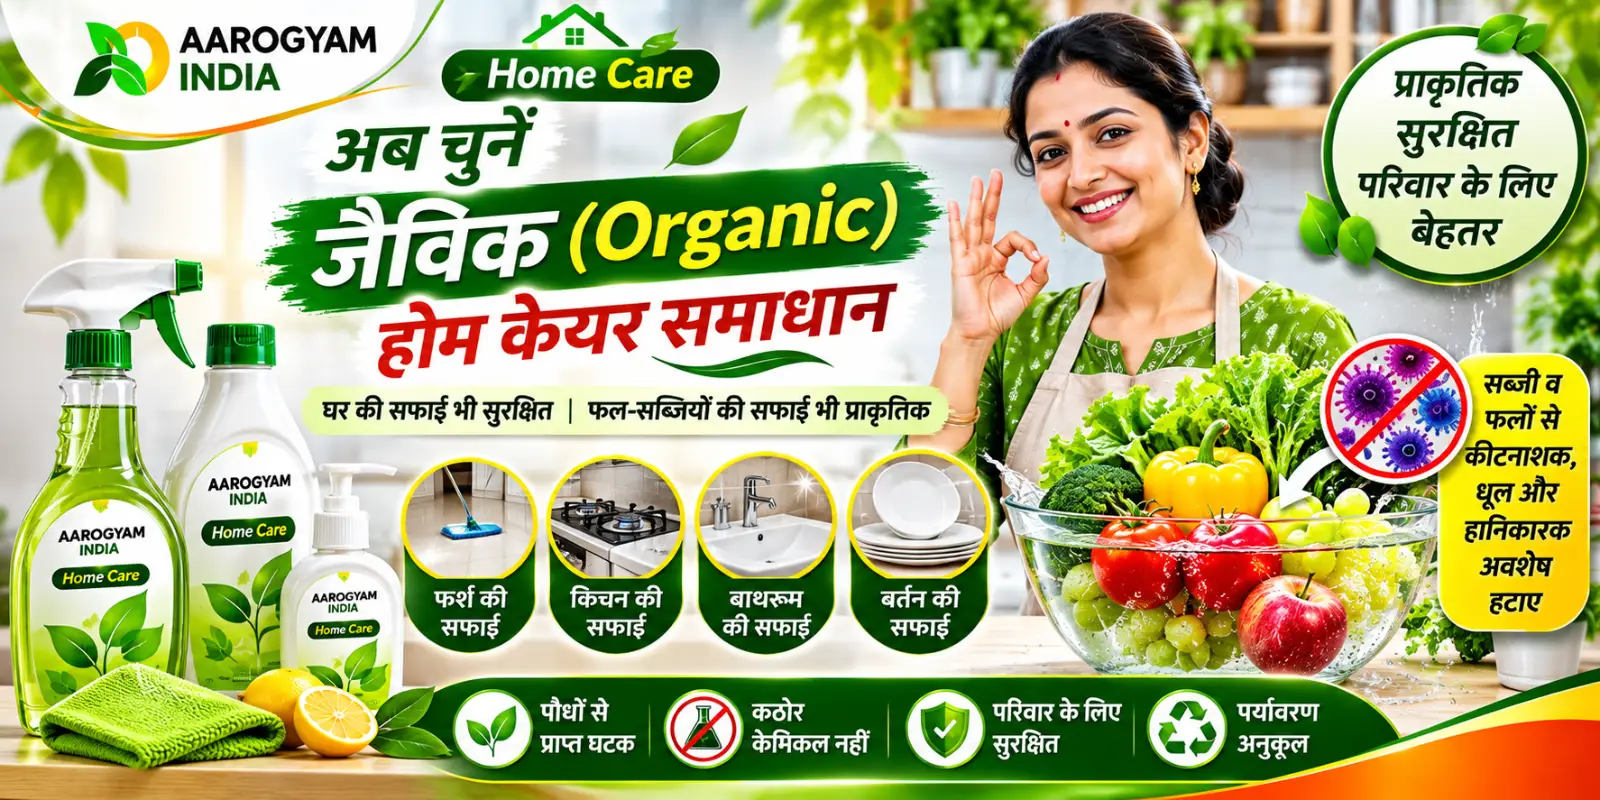 AAROGYAM
INDIA
Home Care
अब चुनें
जैविक (Organic)
होम केयर समाधान
घर की सफाई भी सुरक्षित | फल-सब्जियों की सफाई भी प्राकृतिक
प्राकृतिक
सुरक्षित
परिवार के लिए
बेहतर
सब्जी व
फलों से
कीटनाशक,
धूल और
हानिकारक
अवशेष
हटाए
AAROGYAM
INDIA
Home Care
AAROGYAM
INDIA
Home Care
AAROGYAM
INDIA
Home Care
फर्श की
सफाई
किचन की
सफाई
बाथरूम
की सफाई
बर्तन की
सफाई
पौधों से
प्राप्त घटक
कठोर
केमिकल नहीं
परिवार के लिए
सुरक्षित
पर्यावरण
अनुकूल